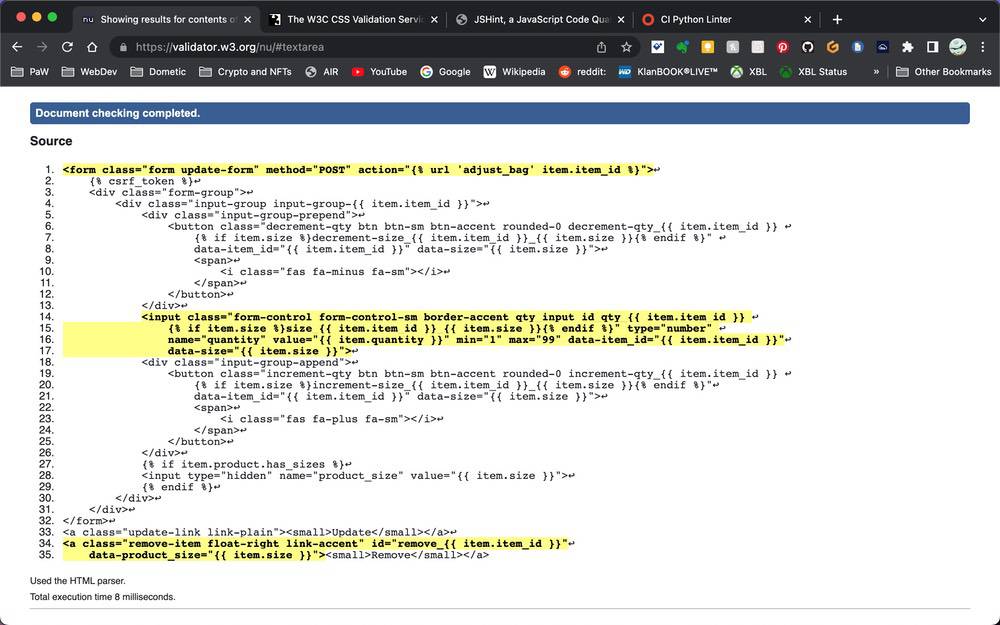 Showing results for contents of
The W3C CSS Validation Servi
JSHint, a JavaScript Code Qua
CI Python Linter
https://validator.w3.org/nu/#textarea
PaW WebDev Dometic Crypto and NFTs AIR YouTube Google Wikipedia reddit: KlanBOOK®LIVE™ XBL XBL Status » Other Bookmarks
Document checking completed.
Source
1. <form class="form update-form" method="POST" action="{% url 'adjust_bag' item.item_id %}">↩
2. {% csrf_token %}↩
3. <div class="form-group">↩
4. <div class="input-group input-group-{{ item.item_id }}">↩
5. <div class="input-group-prepend">↩
6. <button class="decrement-qty btn btn-sm btn-accent rounded-0 decrement-qty_{{ item.item_id }} ↩
7. {% if item.size %}decrement-size_{{ item.item_id }}_{{ item.size }}{% endif %}" ↩
8. data-item_id="{{ item.item_id }}" data-size="{{ item.size }}">↩
9. <span>↩
10. <i class="fas fa-minus fa-sm"></i>↩
11. </span>↩
12. </button>↩
13. </div>↩
14. <input class="form-control form-control-sm border-accent qty_input id_qty_{{ item.item_id }} ↩
15. {% if item.size %}size_{{ item.item_id }}_{{ item.size }}{% endif %}" type="number" ↩
16. name="quantity" value="{{ item.quantity }}" min="1" max="99" data-item_id="{{ item.item_id }}"↩
17. data-size="{{ item.size }}">↩
18. <div class="input-group-append">↩
19. <button class="increment-qty btn btn-sm btn-accent rounded-0 increment-qty_{{ item.item_id }} ↩
20. {% if item.size %}increment-size_{{ item.item_id }}_{{ item.size }}{% endif %}"↩
21. data-item_id="{{ item.item_id }}" data-size="{{ item.size }}">↩
22. <span>↩
23. <i class="fas fa-plus fa-sm"></i>↩
24. </span>↩
25. </button>↩
26. </div>↩
27. {% if item.product.has_sizes %}↩
28. <input type="hidden" name="product_size" value="{{ item.size }}">↩
29. {% endif %}↩
30. </div>↩
31. </div>↩
32. </form>↩
33. <a class="update-link link-plain"><small>Update</small></a>↩
34. <a class="remove-item float-right link-accent" id="remove_{{ item.item_id }}"↩
35. data-product_size="{{ item.size }}"><small>Remove</small></a>
Used the HTML parser.
Total execution time 8 milliseconds.